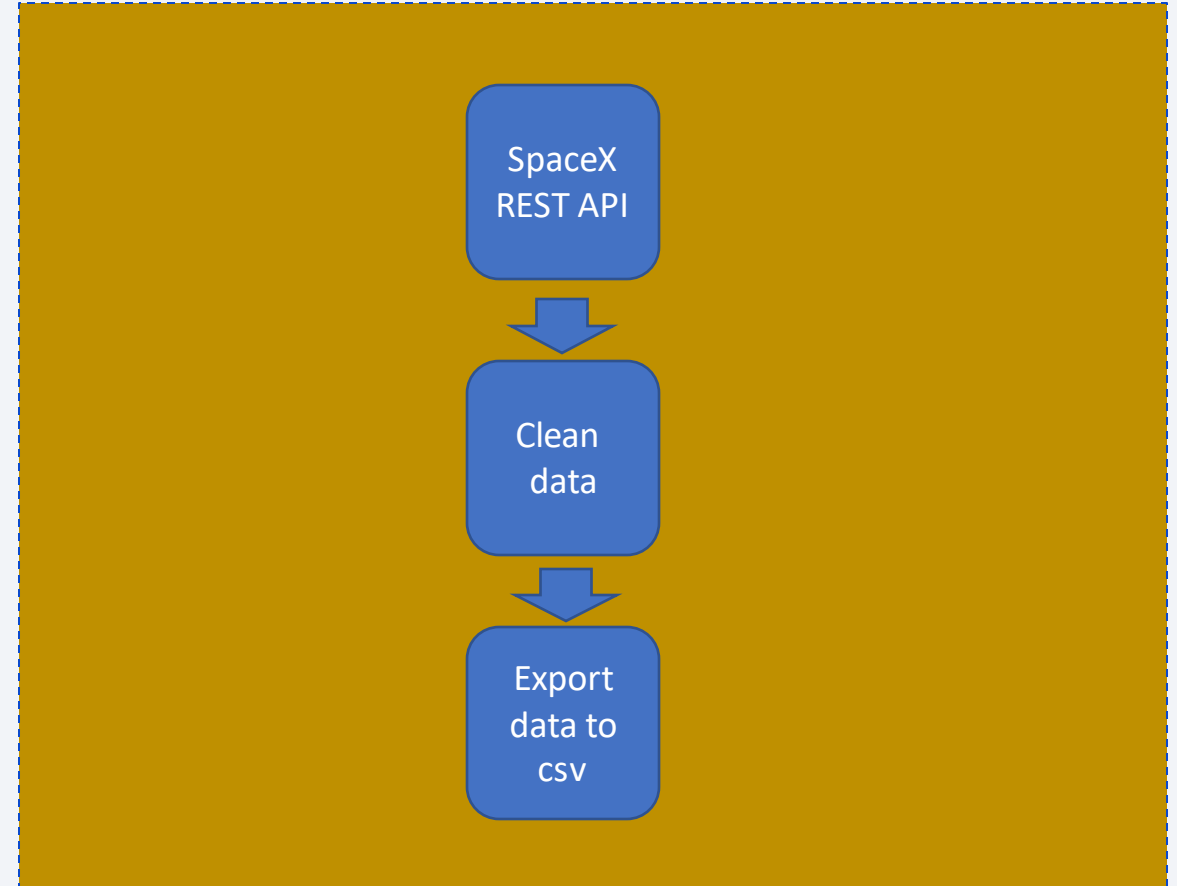 SpaceX
REST API
Clean
data
Export
data to
csv